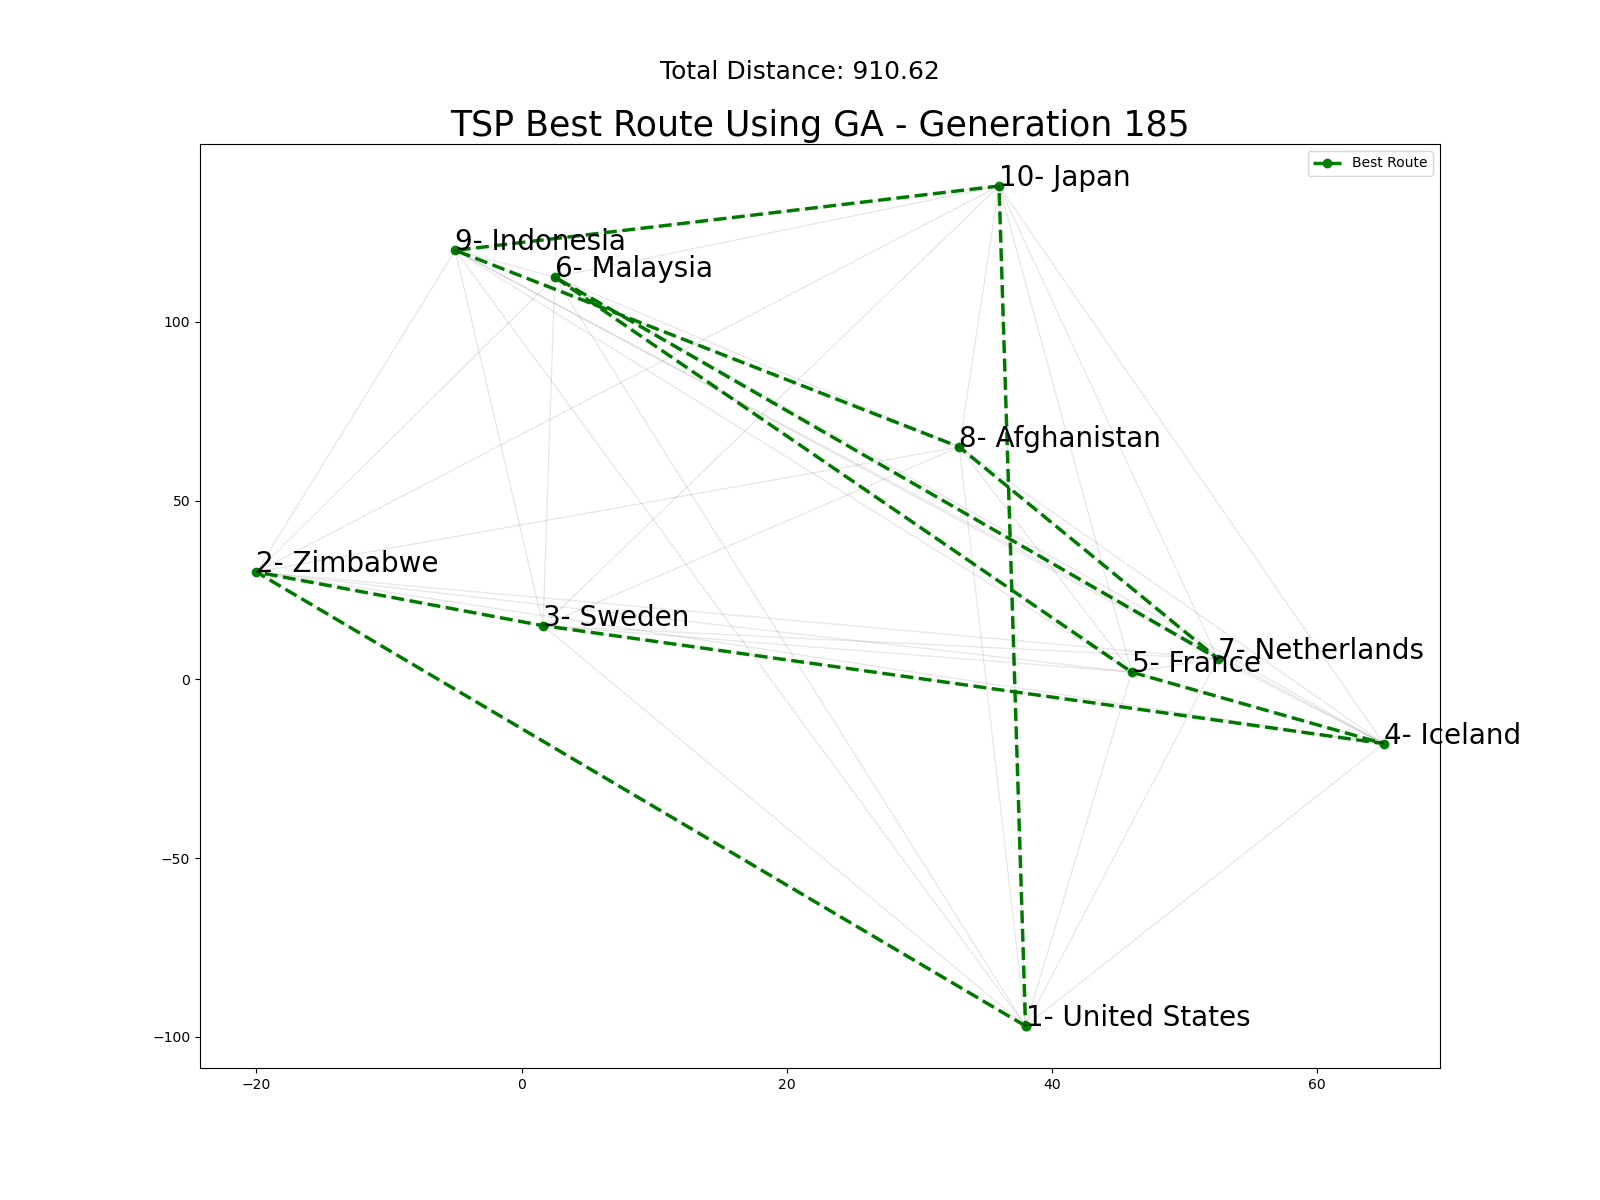 Total Distance: 910.62
TSP Best Route Using GA - Generation 185
Best Route
10- Japan
9- Indonesia
6- Malaysia
100
8- Afghanistan
50
2- Zimbabwe
3- Sweden
7- Netherlands
5- France
0
4- Iceland
−50
1- United States
−100
−20 0 20 40 60